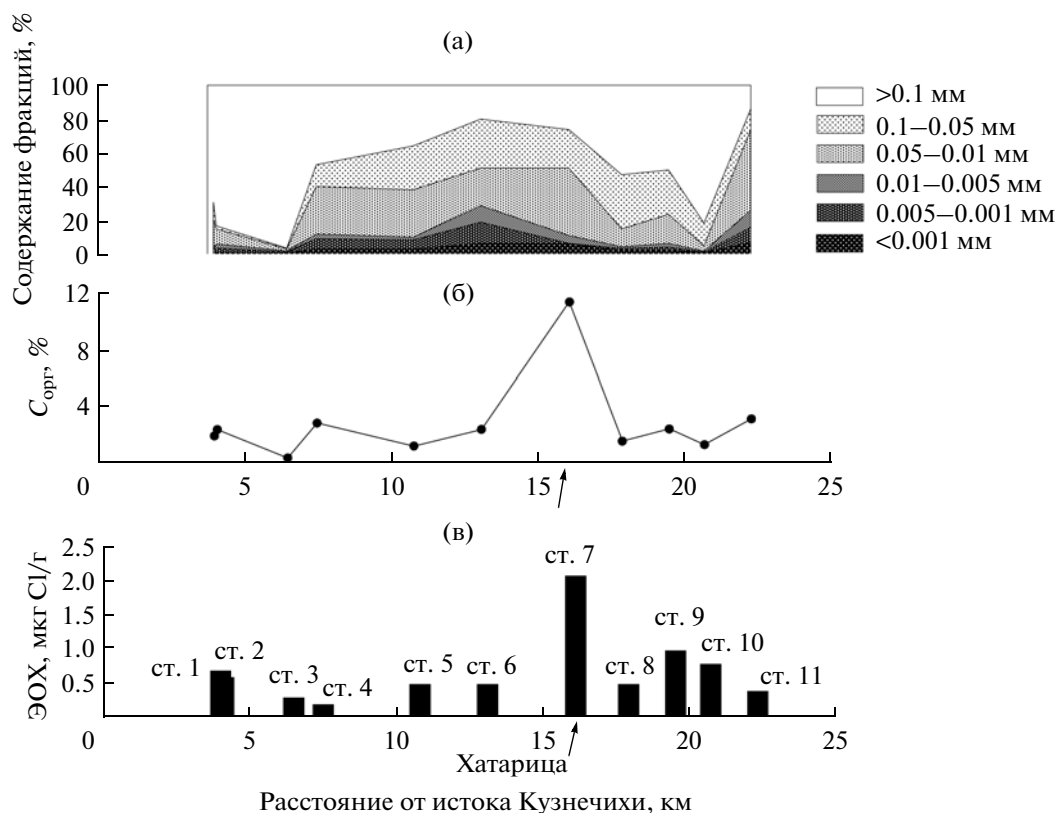 (а)
Содержание фракций, %
100
80
60
40
20
0
>0.1 мм
0.1–0.05 мм
0.05–0.01 мм
0.01–0.005 мм
0.005–0.001 мм
<0.001 мм
(б)
Cорг, %
12
8
4
0 5 10 15 20 25
(в)
ЭОХ, мкг Cl/г
2.5
2.0
1.5
1.0
0.5
ст. 1
ст. 2
ст. 3
ст. 4
ст. 5
ст. 6
ст. 7
ст. 8
ст. 9
ст. 10
ст. 11
0 5 10 15 20 25
Хатарица
Расстояние от истока Кузнечихи, км